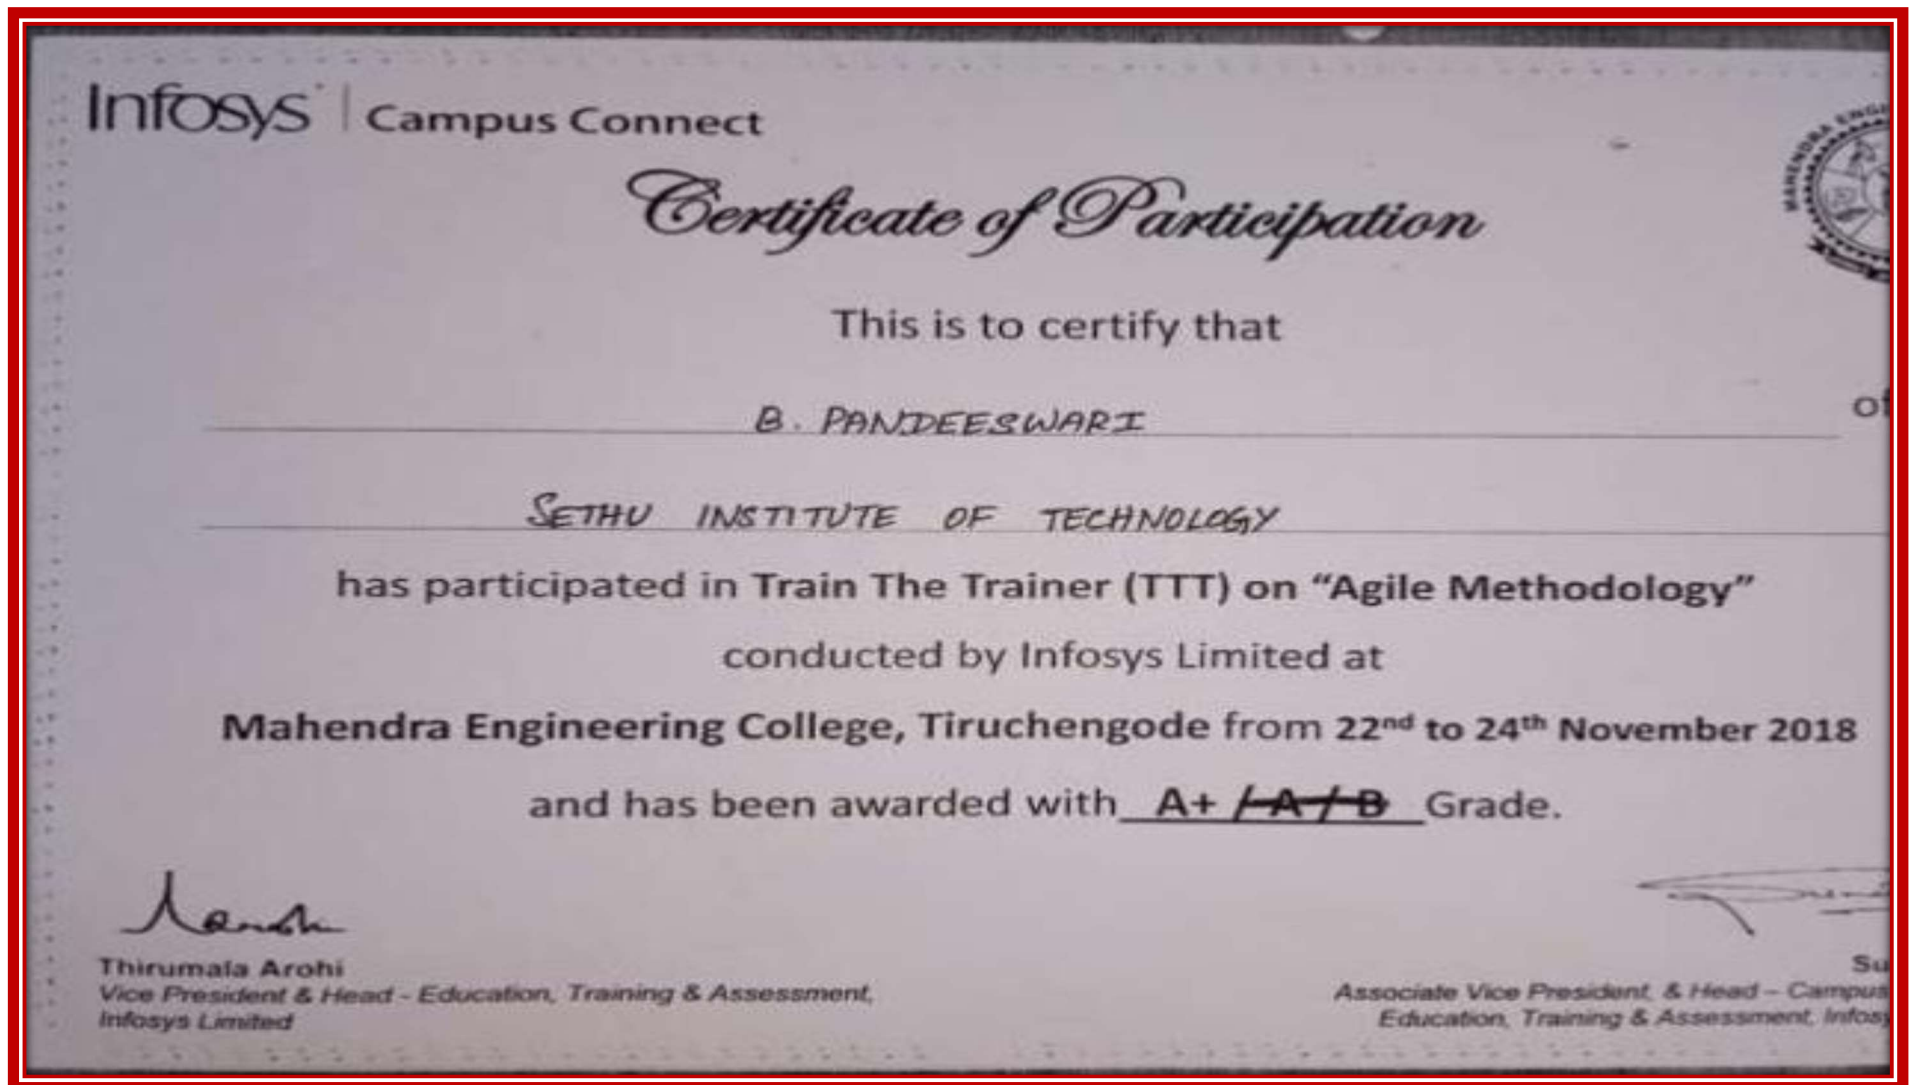 Infosys | Campus Connect
MAHENDRA
Certificate of Participation
This is to certify that
B. PANDEESWARI of
SETHU INSTITUTE OF TECHNOLOGY
has participated in Train The Trainer (TTT) on “Agile Methodology”
conducted by Infosys Limited at
Mahendra Engineering College, Tiruchengode from 22nd to 24th November 2018
and has been awarded with A+ / A / B Grade.
Thirumala Arohi
Vice President & Head - Education, Training & Assessment,
Infosys Limited
Associate Vice President, & Head – Campus
Education, Training & Assessment,